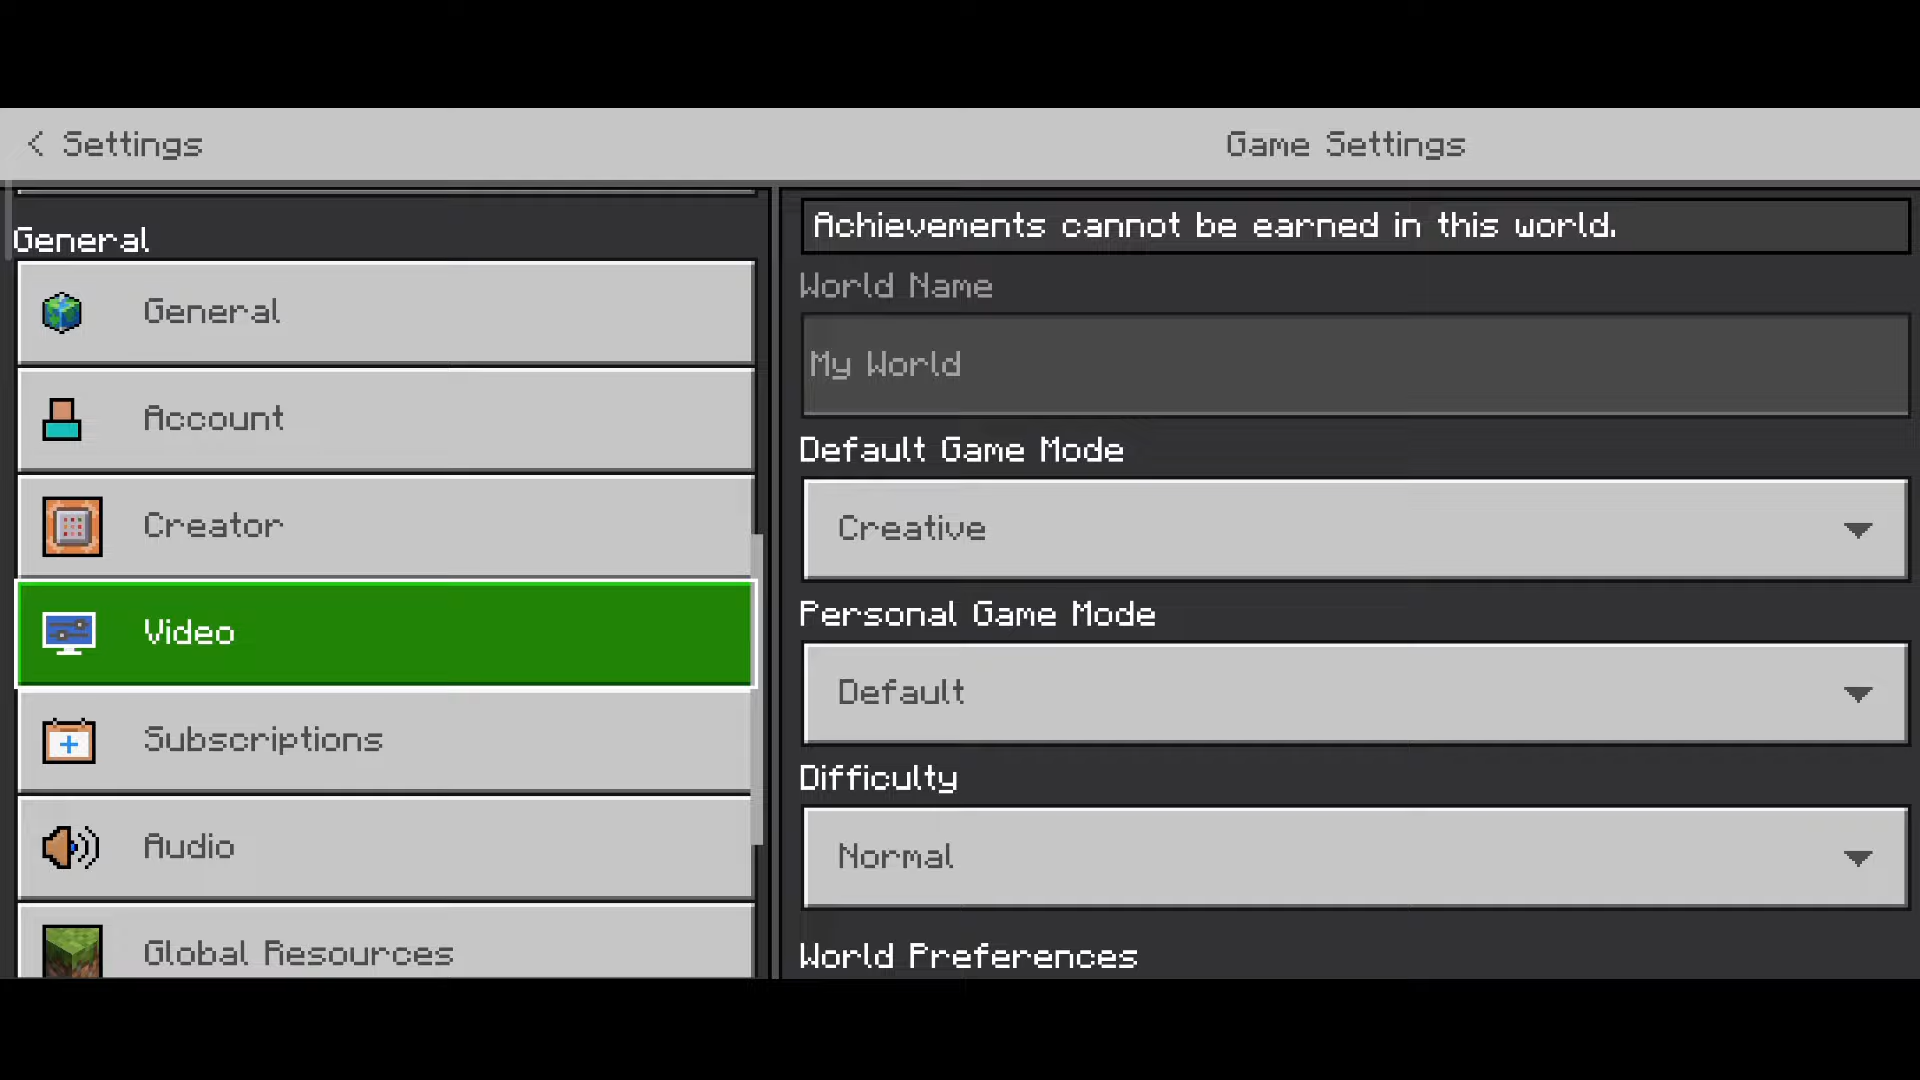 Settings
Game Settings
General
General
Account
Creator
Video
Subscriptions
Audio
Global Resources
Achievements cannot be earned in this world.
World Name
My World
Default Game Mode
Creative
Personal Game Mode
Default
Difficulty
Normal
World Preferences